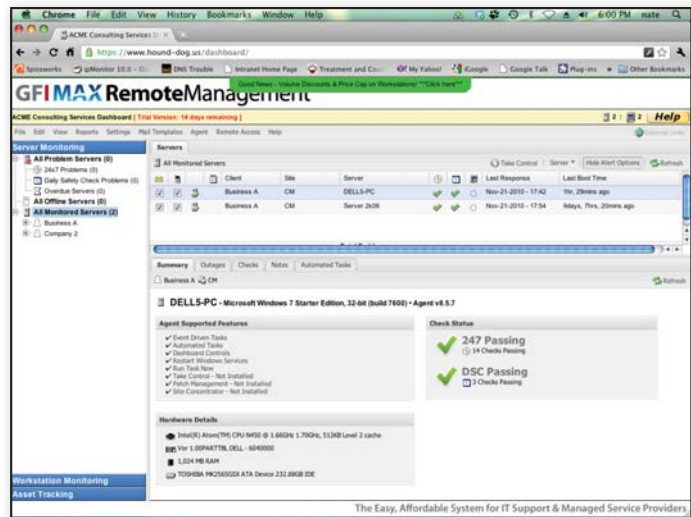 Chrome File Edit View History Bookmarks Window Help 6:00 PM nate
ACME Consulting Services D
https://www.hound-dog.us/dashboard/
Spiceworks ipMonitor 10.0 - DNS Trouble Intranet Home Page Treatment and My Yahoo! iGoogle Google Talk Plug-ins Other Bookmarks
Good News - Volume Discounts & Price Cap on Workstations! ***Click here***
GFI MAX RemoteManagement
ACME Consulting Services Dashboard [ Trial Version: 14 days remaining ] 2 : 2 Help
File Edit View Reports Settings Mail Templates Agent Remote Access Help External Links
Server Monitoring
All Problem Servers (0)
24x7 Problems (0)
Daily Safety Check Problems (0)
Overdue Servers (0)
All Offline Servers (0)
All Monitored Servers (2)
Business A
Company 2
Servers
All Monitored Servers Take Control Server Hide Alert Options Refresh
Client Site Server Last Response Last Boot Time
Business A CM DELL5-PC Nov-21-2010 - 17:42 1hr, 29mins ago
Business A CM Server 2k08 Nov-21-2010 - 17:54 9days, 7hrs, 20mins ago
Summary Outages Checks Notes Automated Tasks
Business A CM Refresh
DELL5-PC - Microsoft Windows 7 Starter Edition, 32-bit (build 7600) - Agent v8.5.7
Agent Supported Features
Event Driven Tasks
Automated Tasks
Dashboard Controls
Restart Windows Services
Run Task Now
Take Control - Not Installed
Patch Management - Not Installed
Site Concentrator - Not Installed
Check Status
247 Passing
14 Checks Passing
DSC Passing
3 Checks Passing
Hardware Details
Intel(R) Atom(TM) CPU N450 @ 1.66GHz 1.70GHz, 512KB Level 2 cache
Ver 1.00PARTTBL DELL - 6040000
1,024 MB RAM
TOSHIBA MK2565GSX ATA Device 232.88GB IDE
Workstation Monitoring
Asset Tracking
The Easy, Affordable System for IT Support & Managed Service Providers